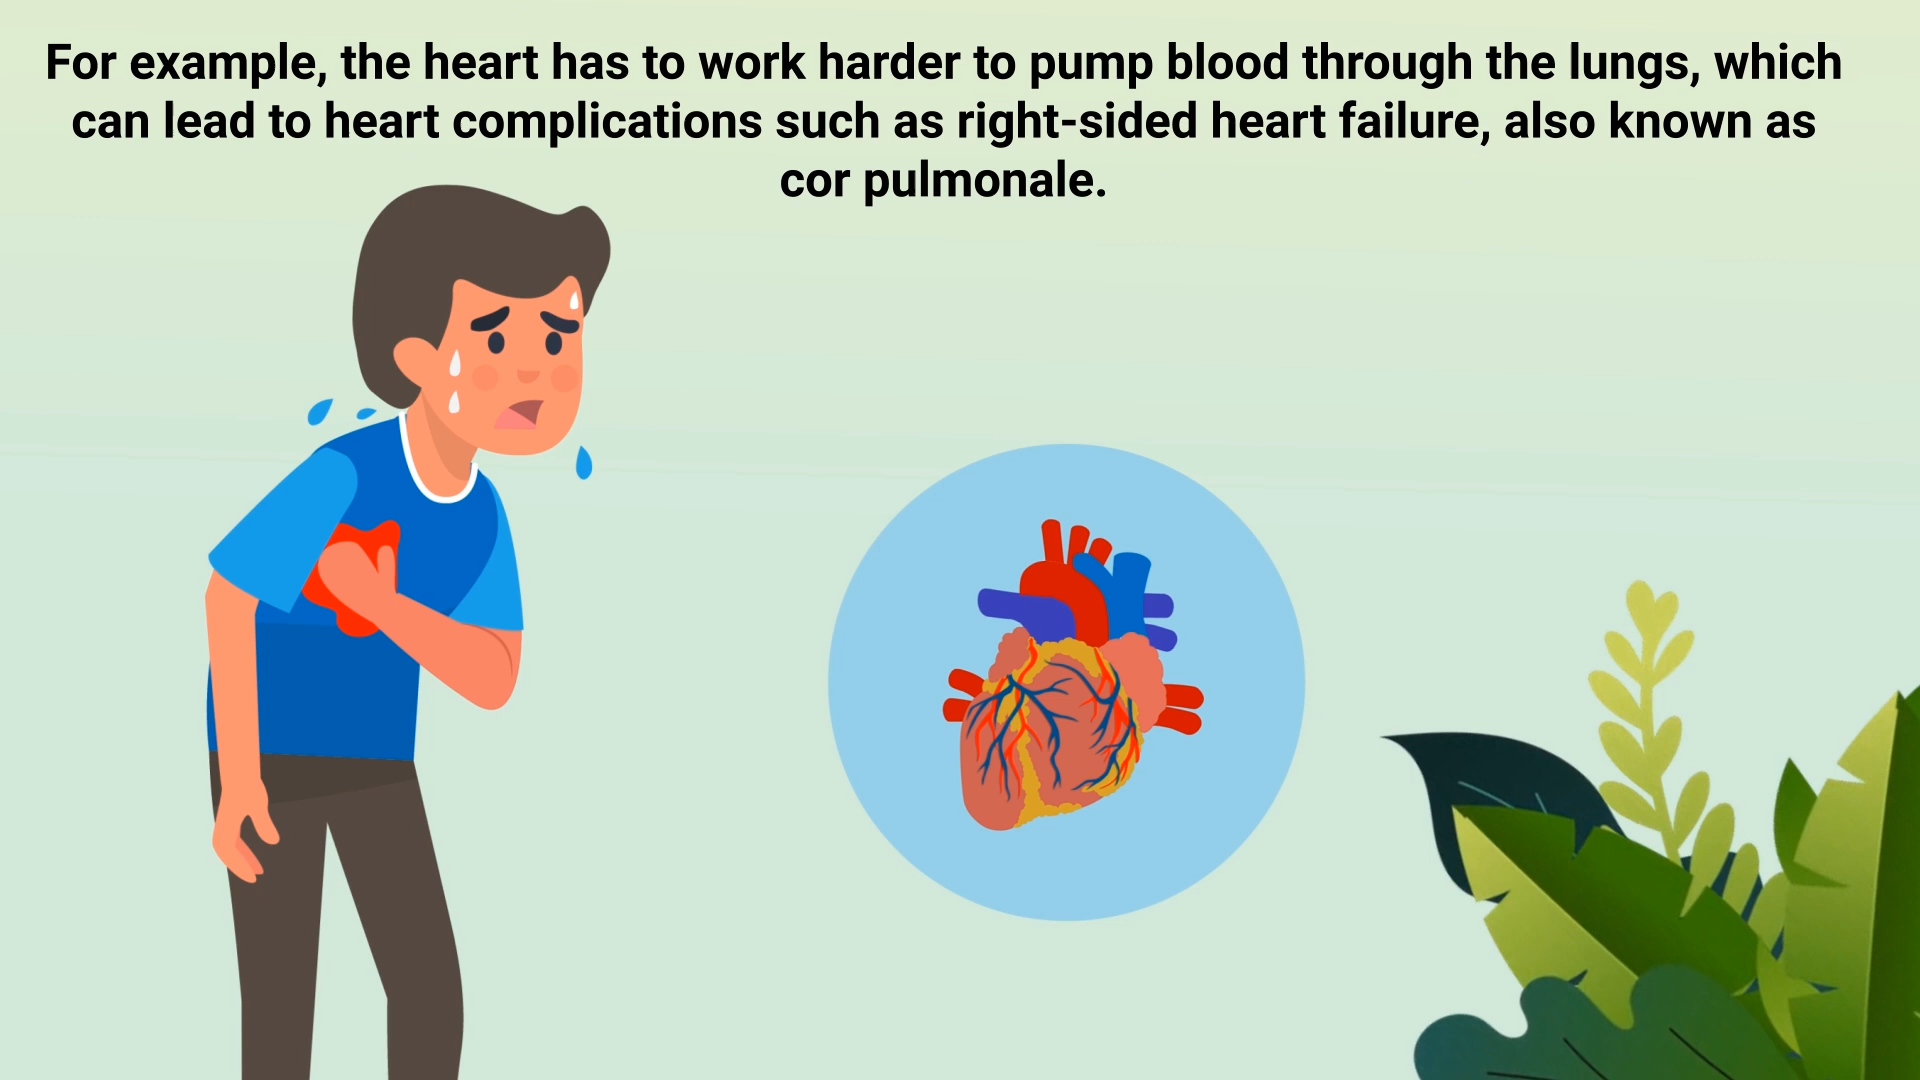 For example, the heart has to work harder to pump blood through the lungs, which
can lead to heart complications such as right-sided heart failure, also known as
cor pulmonale.